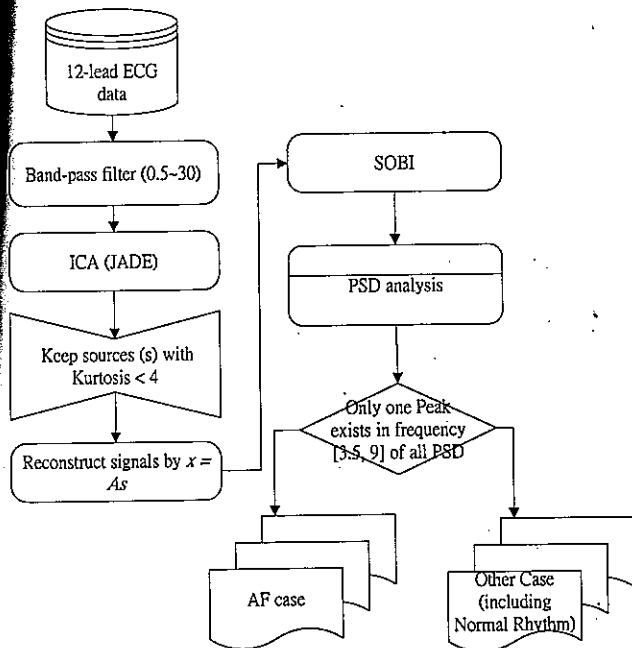 12-lead ECG
data
Band-pass filter (0.5~30)
ICA (JADE)
Keep sources (s) with
Kurtosis < 4
Reconstruct signals by x =
As
SOBI
PSD analysis
Only one Peak
exists in frequency
[3.5, 9] of all PSD
AF case
Other Case
(including
Normal Rhythm)